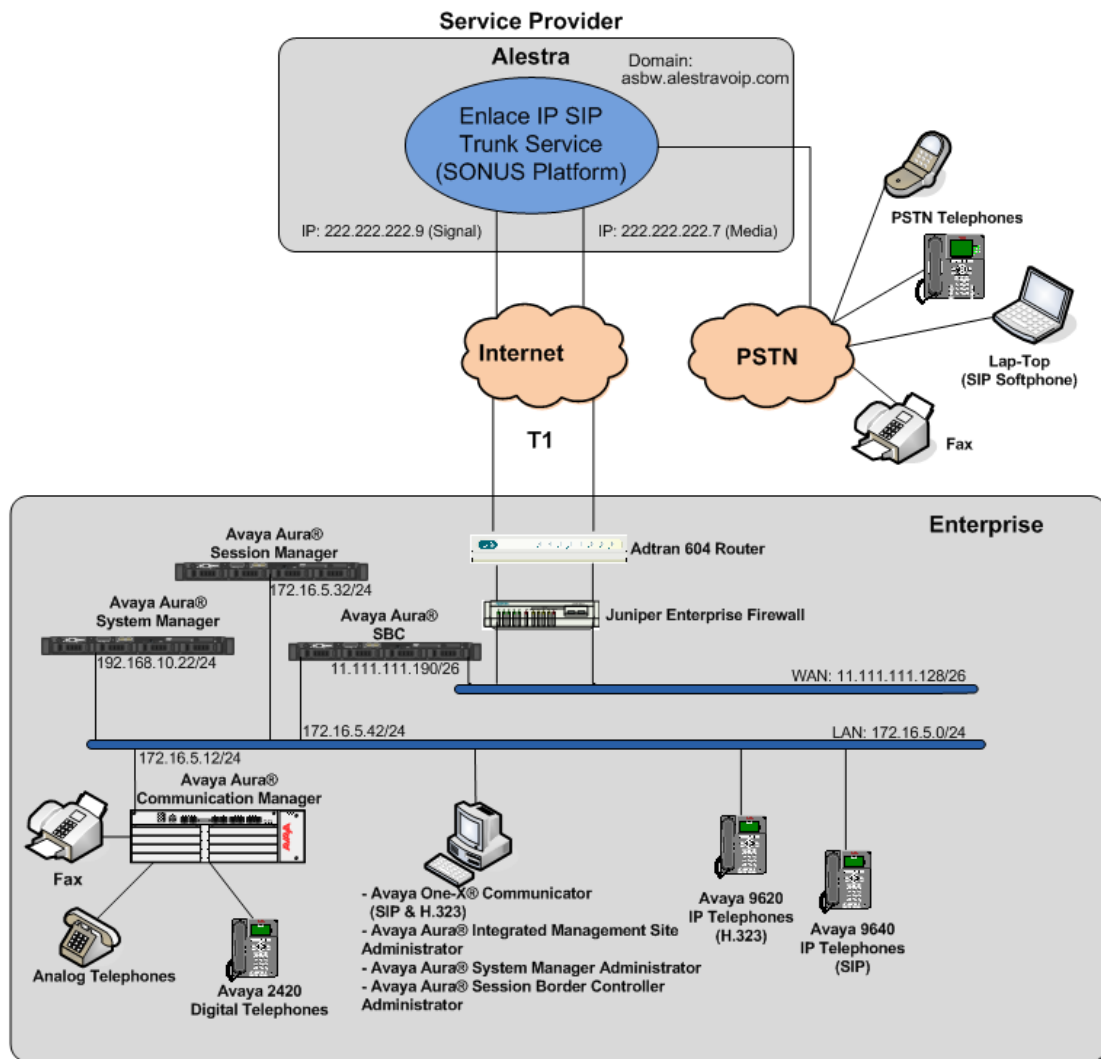 Service Provider
Alestra
Domain:
asbw.alestravoip.com
Enlace IP SIP
Trunk Service
(SONUS Platform)
IP: 222.222.222.9 (Signal)
IP: 222.222.222.7 (Media)
PSTN Telephones
Internet
PSTN
Lap-Top
(SIP Softphone)
T1
Fax
Enterprise
Avaya Aura®
Session Manager
172.16.5.32/24
Adtran 604 Router
Avaya Aura®
System Manager
192.168.10.22/24
Avaya Aura®
SBC
11.111.111.190/26
Juniper Enterprise Firewall
WAN: 11.111.111.128/26
172.16.5.42/24
LAN: 172.16.5.0/24
172.16.5.12/24
Avaya Aura®
Communication Manager
AVAYA
Fax
Analog Telephones
Avaya 2420
Digital Telephones
- Avaya One-X® Communicator
(SIP & H.323)
- Avaya Aura® Integrated Management Site
Administrator
- Avaya Aura® System Manager Administrator
- Avaya Aura® Session Border Controller
Administrator
Avaya 9620
IP Telephones
(H.323)
Avaya 9640
IP Telephones
(SIP)